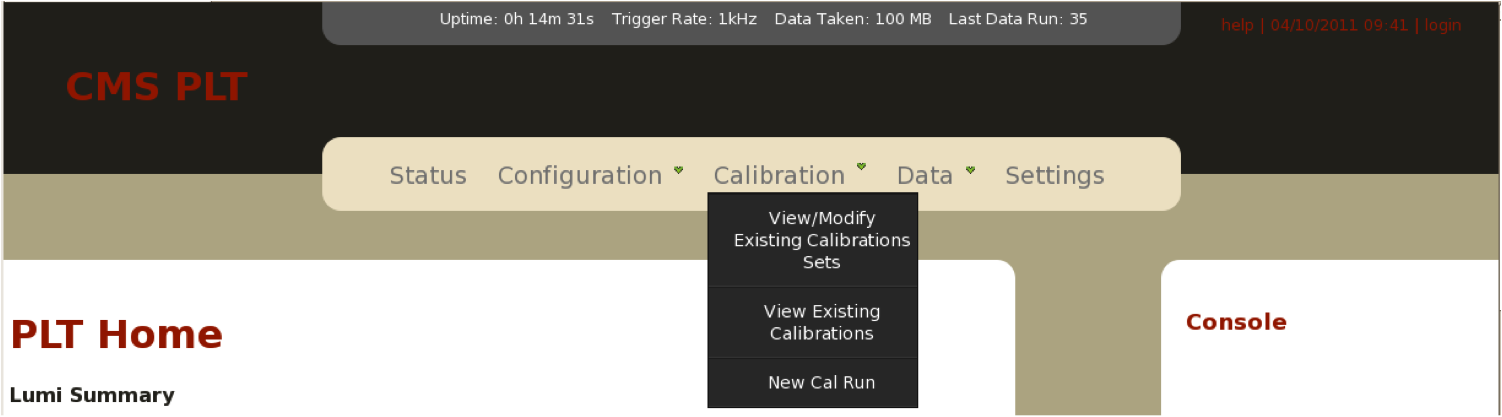 Uptime: 0h 14m 31s Trigger Rate: 1kHz Data Taken: 100 MB Last Data Run: 35
help | 04/10/2011 09:41 | login
CMS PLT
Status Configuration Calibration Data Settings
View/Modify
Existing Calibrations
Sets
View Existing
Calibrations
New Cal Run
PLT Home
Console
Lumi Summary